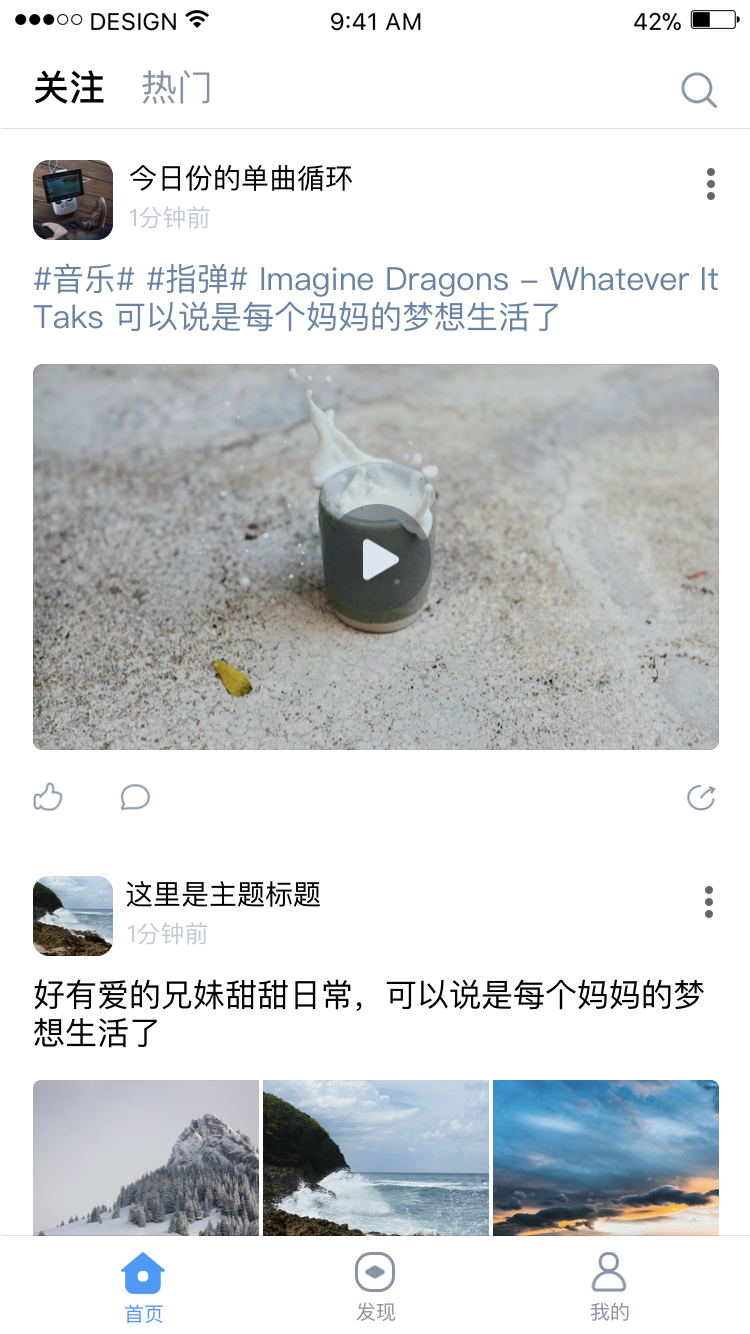 DESIGN 9:41 AM 42%
关注 热门
今日份的单曲循环
1分钟前
#音乐# #指弹# Imagine Dragons – Whatever It
Taks 可以说是每个妈妈的梦想生活了
这里是主题标题
1分钟前
好有爱的兄妹甜甜日常，可以说是每个妈妈的梦
想生活了
首页 发现 我的